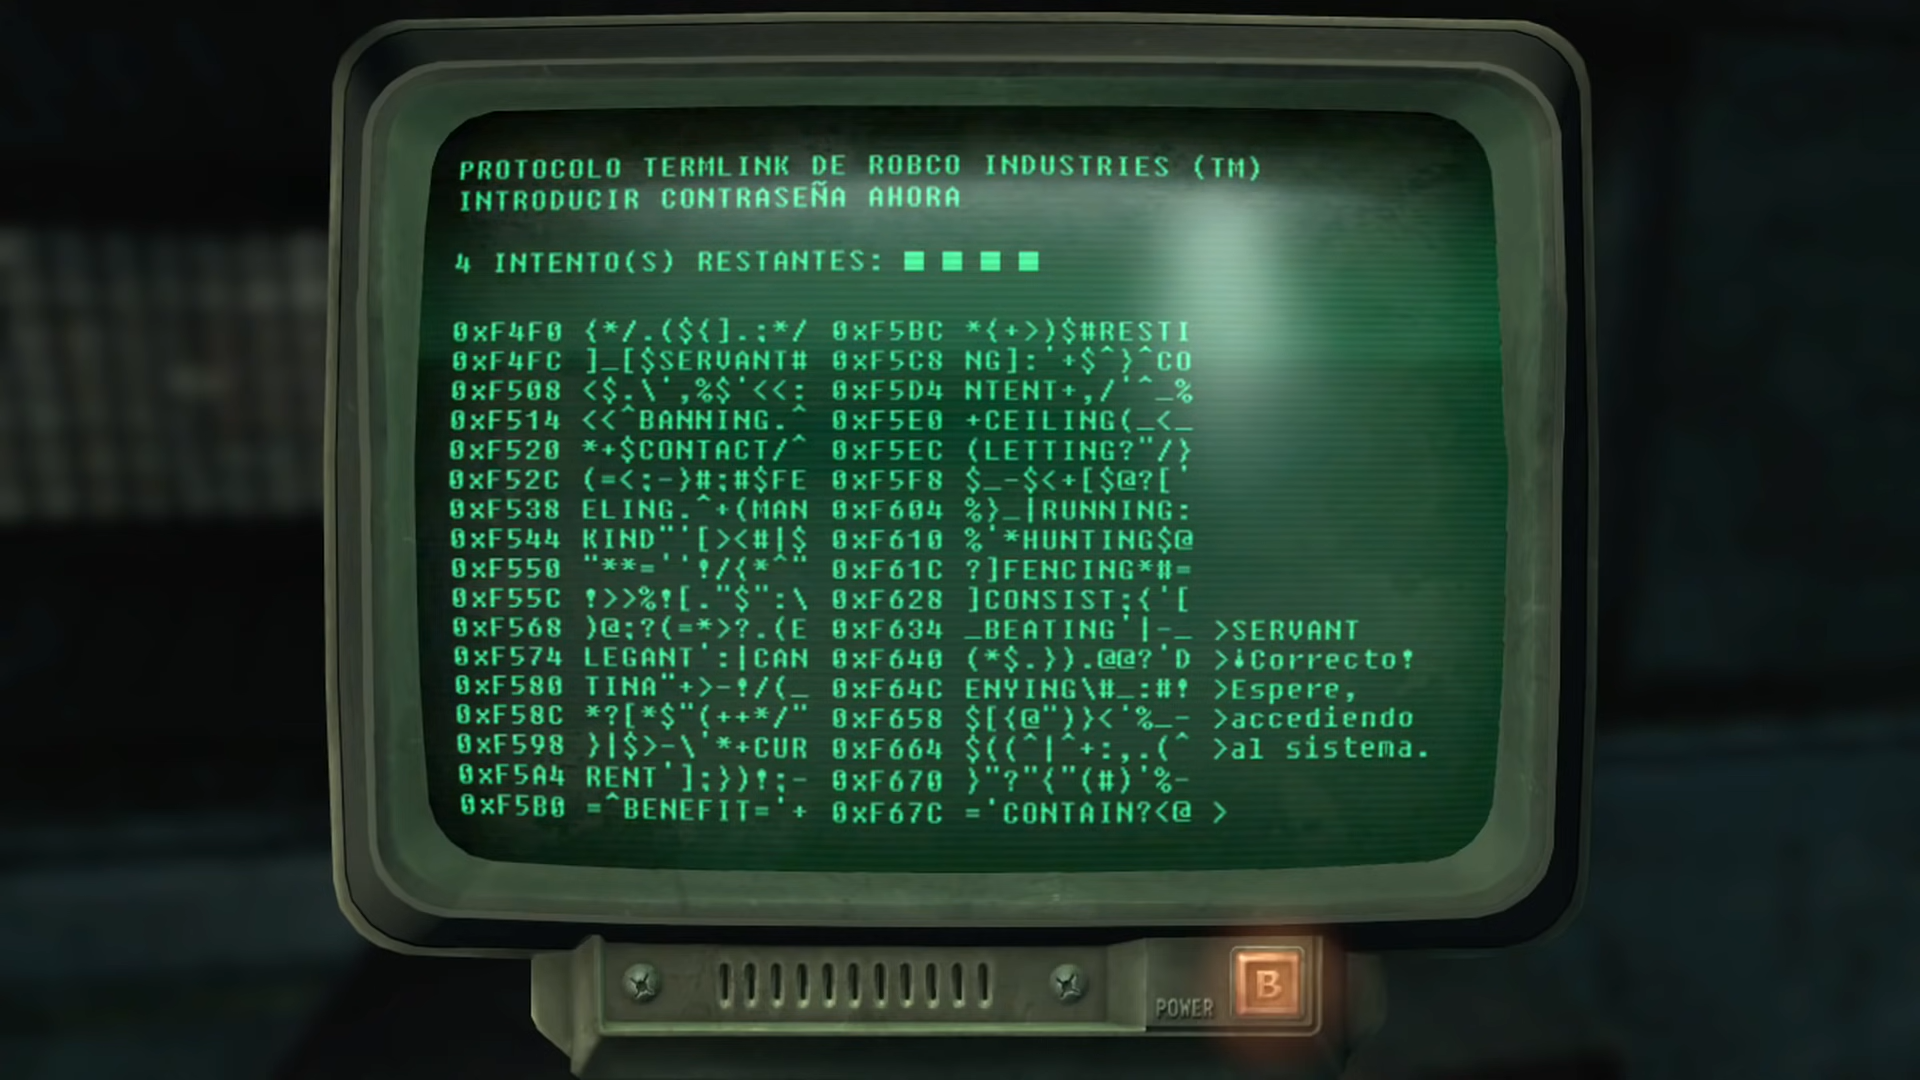 PROTOCOLO TERMLINK DE ROBCO INDUSTRIES (TM)
INTRODUCIR CONTRASEÑA AHORA
4 INTENTO(S) RESTANTES: ■ ■ ■ ■
0xF4F0 {*/.(${].:*/ 0xF5BC *{+>)$#RESTI
0xF4FC ]_[$SERVANT# 0xF5C8 NG]:'+$^}^CO
0xF508 <$.\',%$'<<: 0xF5D4 NTENT+,/'^_%
0xF514 <<^BANNING.^ 0xF5E0 +CEILING(_<_
0xF520 *+$CONTACT/^ 0xF5EC (LETTING?"/}
0xF52C (=<;-}#;#$FE 0xF5F8 $_-$<+[$@?['
0xF538 ELING.^+(MAN 0xF604 %}_|RUNNING:
0xF544 KIND"'[><#|$ 0xF610 %'*HUNTING$@
0xF550 "**=''!/{*^" 0xF61C ?]FENCING*#=
0xF55C !>>%![."$":\ 0xF628 ]CONSIST;{'[
0xF568 )@;?(=*>?.(E 0xF634 _BEATING'|-_ >SERVANT
0xF574 LEGANT':|CAN 0xF640 (*$.}).@@?'D >¡Correcto!
0xF580 TINA"+>-!/(_ 0xF64C ENYING\#_:#! >Espere,
0xF58C *?[*$"(++*/" 0xF658 $[{@")}<'%_- >accediendo
0xF598 }|$>-\'*+CUR 0xF664 $((^|^+:,.(^ >al sistema.
0xF5A4 RENT'];})!;- 0xF670 }"?"{"(#)'%-
0xF5B0 =^BENEFIT='+ 0xF67C ='CONTAIN?<@ >
POWER
B